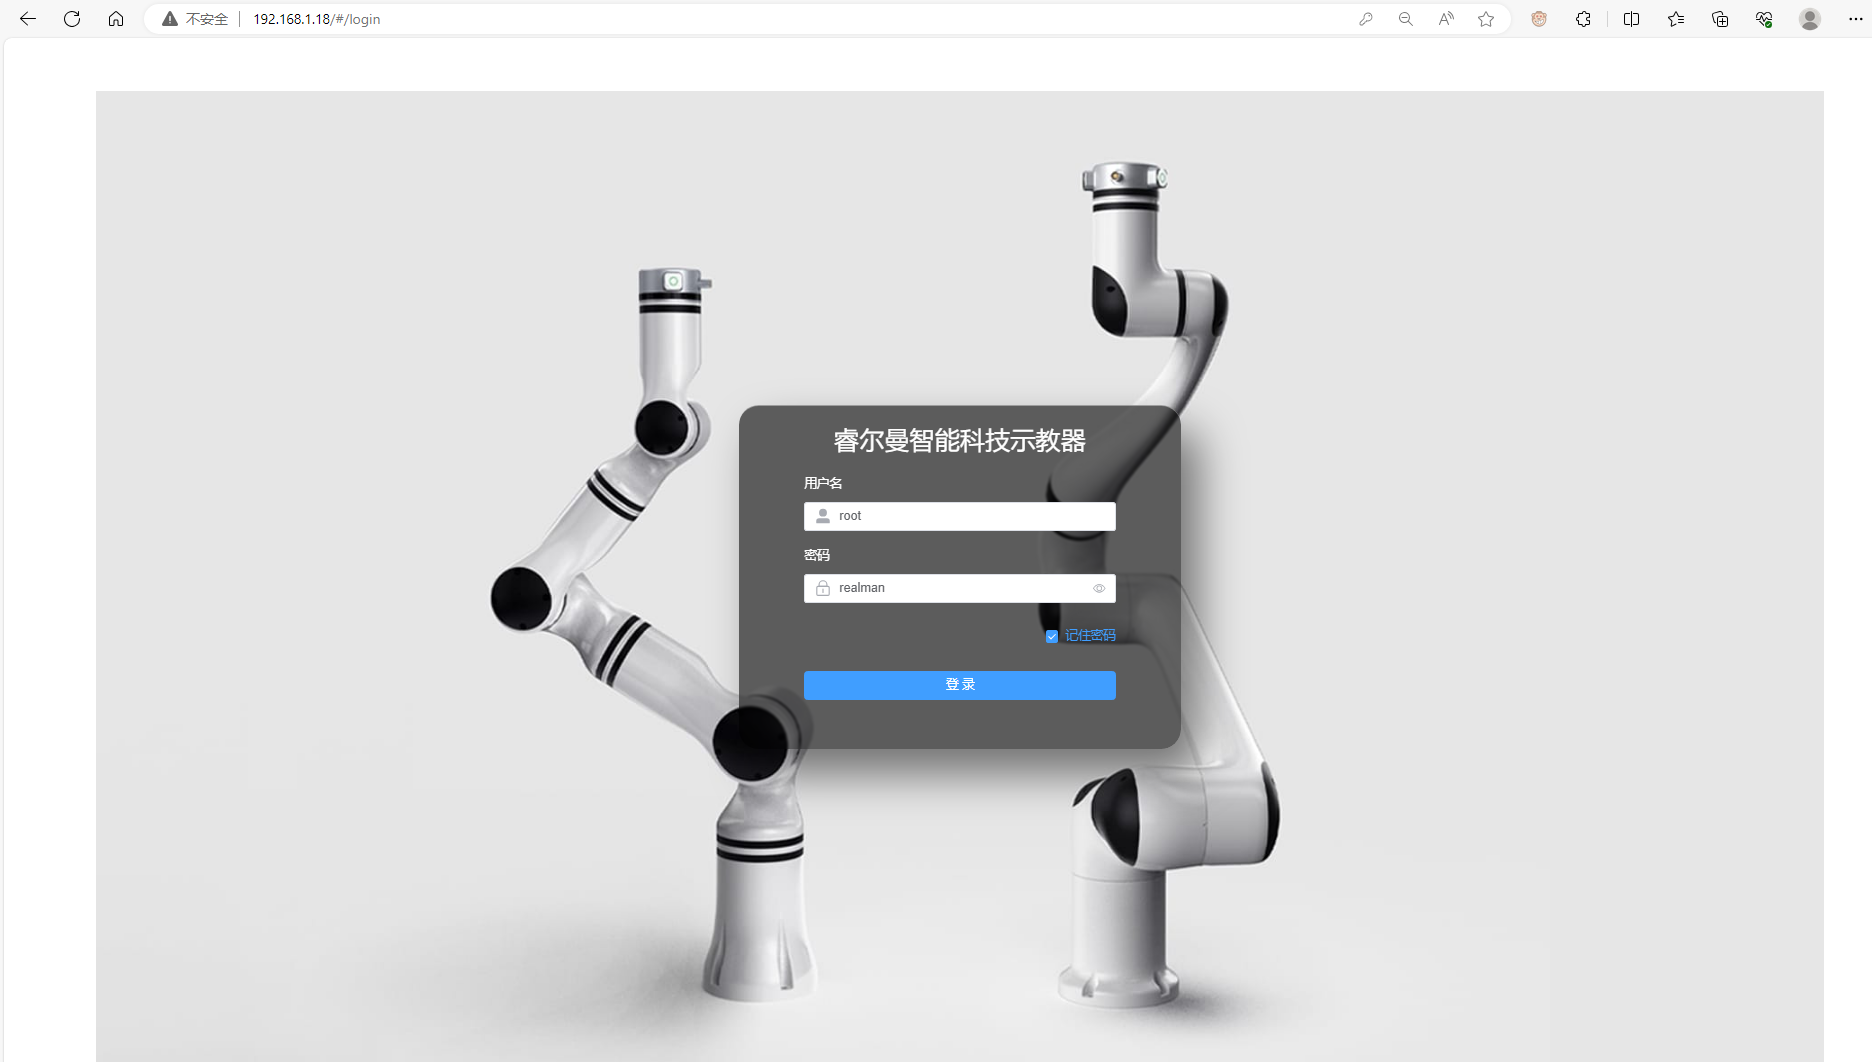 不安全 192.168.1.18/#/login
睿尔曼智能科技示教器
用户名
root
密码
realman
记住密码
登录